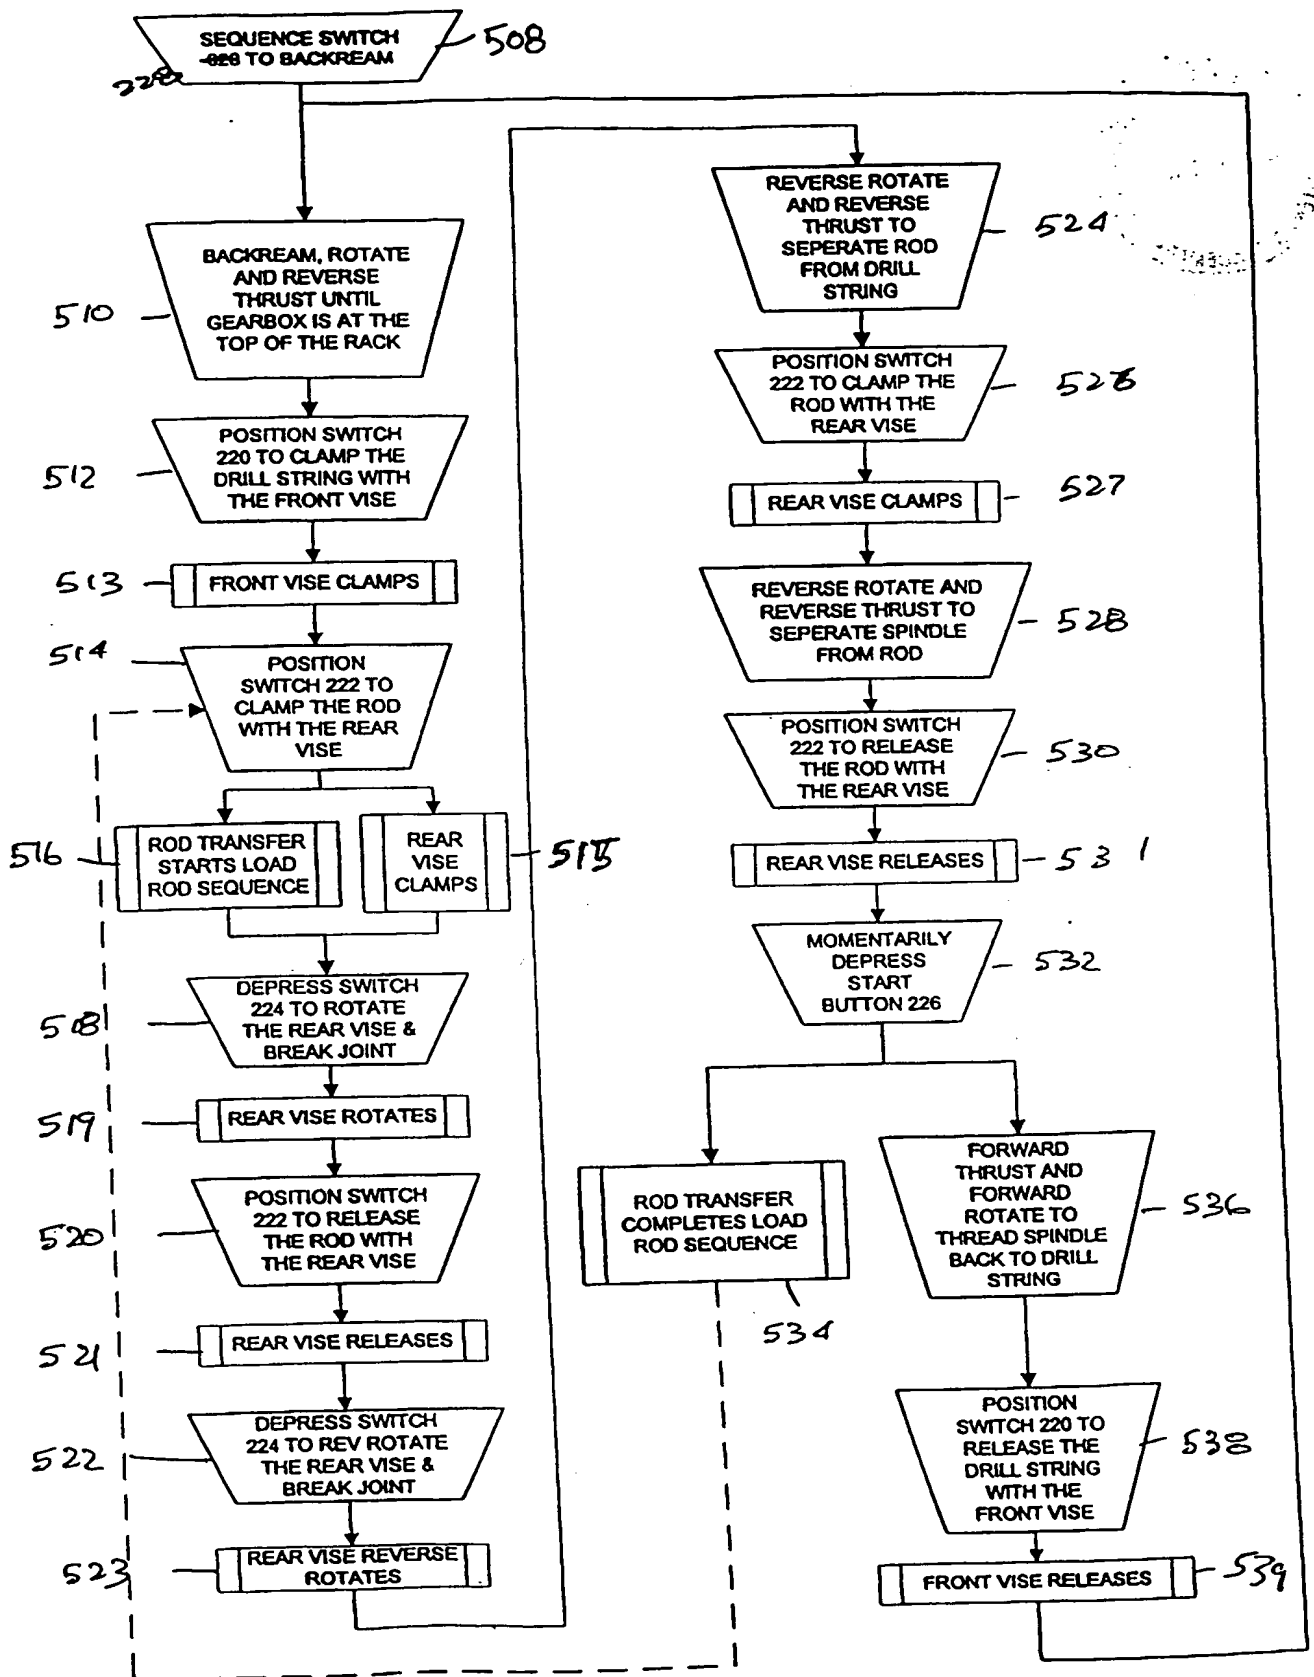 SEQUENCE SWITCH
-828 TO BACKREAM
228
508
BACKREAM, ROTATE
AND REVERSE
THRUST UNTIL
GEARBOX IS AT THE
TOP OF THE RACK
510
POSITION SWITCH
220 TO CLAMP THE
DRILL STRING WITH
THE FRONT VISE
512
FRONT VISE CLAMPS
513
POSITION
SWITCH 222 TO
CLAMP THE ROD
WITH THE REAR
VISE
514
ROD TRANSFER
STARTS LOAD
ROD SEQUENCE
516
REAR
VISE
CLAMPS
515
DEPRESS SWITCH
224 TO ROTATE
THE REAR VISE &
BREAK JOINT
518
REAR VISE ROTATES
519
POSITION SWITCH
222 TO RELEASE
THE ROD WITH
THE REAR VISE
520
REAR VISE RELEASES
521
DEPRESS SWITCH
224 TO REV ROTATE
THE REAR VISE &
BREAK JOINT
522
REAR VISE REVERSE
ROTATES
523
REVERSE ROTATE
AND REVERSE
THRUST TO
SEPERATE ROD
FROM DRILL
STRING
524
POSITION SWITCH
222 TO CLAMP THE
ROD WITH THE
REAR VISE
526
REAR VISE CLAMPS
527
REVERSE ROTATE AND
REVERSE THRUST TO
SEPERATE SPINDLE
FROM ROD
528
POSITION SWITCH
222 TO RELEASE
THE ROD WITH
THE REAR VISE
530
REAR VISE RELEASES
531
MOMENTARILY
DEPRESS
START
BUTTON 226
532
ROD TRANSFER
COMPLETES LOAD
ROD SEQUENCE
534
FORWARD
THRUST AND
FORWARD
ROTATE TO
THREAD SPINDLE
BACK TO DRILL
STRING
536
POSITION
SWITCH 220 TO
RELEASE THE
DRILL STRING
WITH THE
FRONT VISE
538
FRONT VISE RELEASES
539